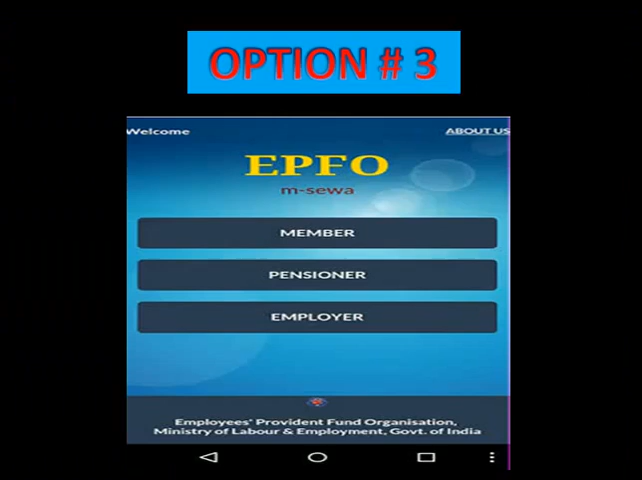 OPTION # 3
Welcome
ABOUT US
EPFO
m-sewa
MEMBER
PENSIONER
EMPLOYER
Employees' Provident Fund Organisation,
Ministry of Labour & Employment, Govt. of India